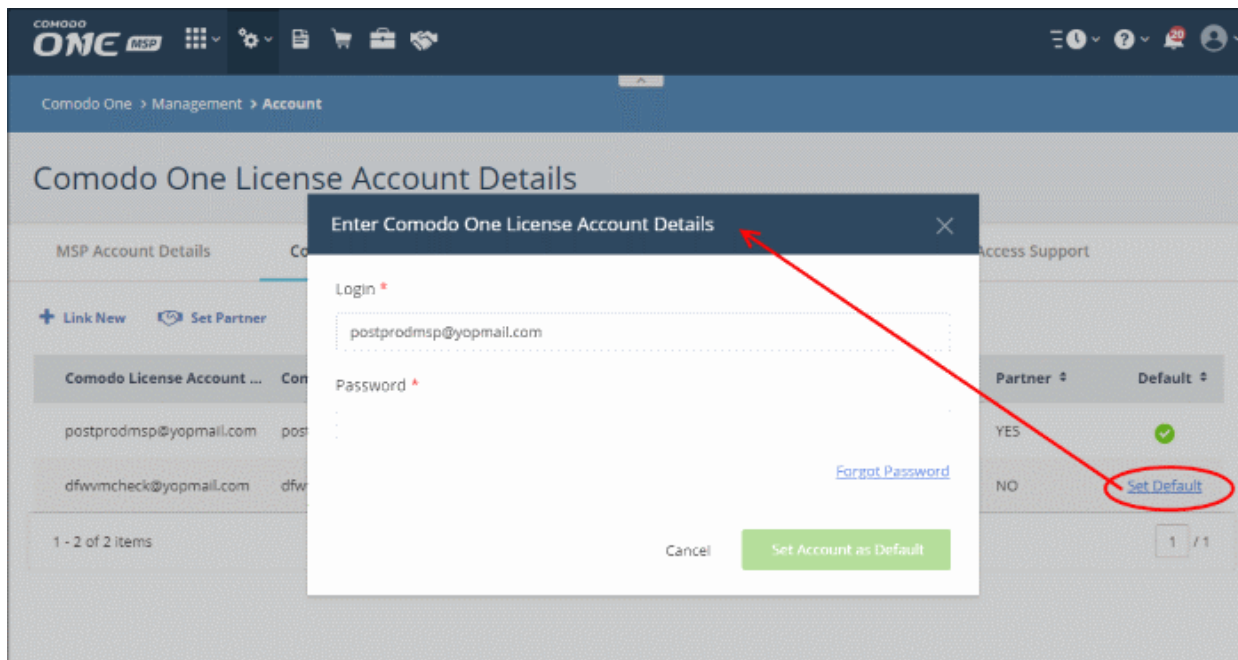 COMODO
ONE MSP
20
Comodo One > Management > Account
Comodo One License Account Details
Enter Comodo One License Account Details
MSP Account Details
Access Support
Login *
Link New Set Partner
postprodmsp@yopmail.com
Comodo License Account ...
Password *
Partner Default
postprodmsp@yopmail.com
YES
Forgot Password
dfwvmcheck@yopmail.com
NO Set Default
1 - 2 of 2 items
Cancel Set Account as Default
1 / 1